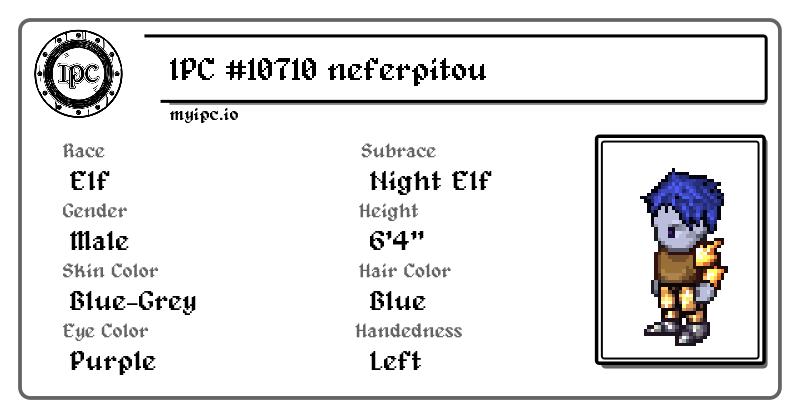 IPC
IPC #10710 neferpitou
myipc.io
Race
Elf
Subrace
Night Elf
Gender
Male
Height
6'4"
Skin Color
Blue-Grey
Hair Color
Blue
Eye Color
Purple
Handedness
Left